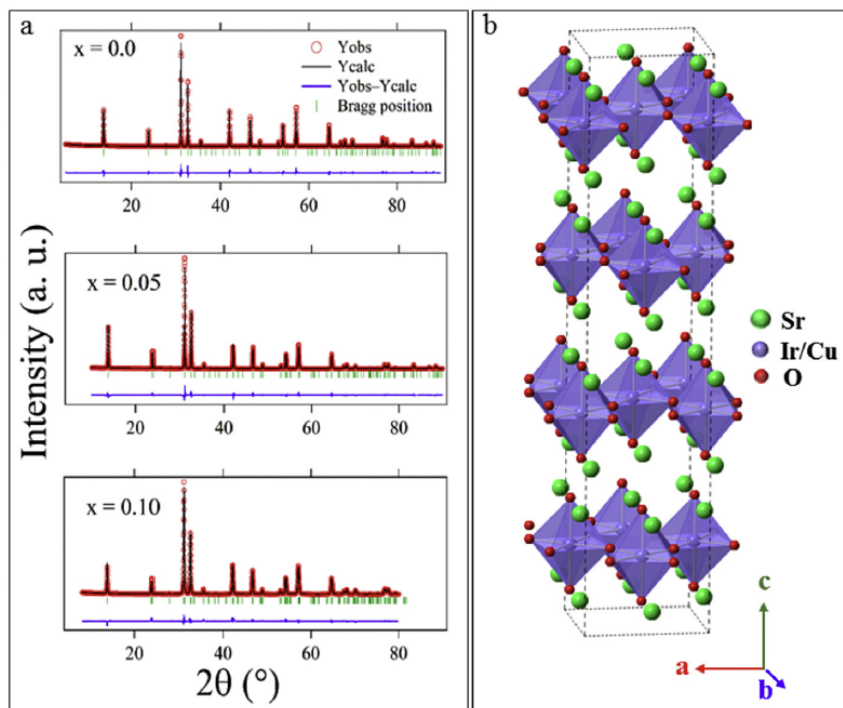 a
Intensity (a. u.)
x = 0.0
Yobs
Ycalc
Yobs–Ycalc
Bragg position
20 40 60 80
x = 0.05
20 40 60 80
x = 0.10
20 40 60 80
2θ (°)
b
Sr
Ir/Cu
O
c
a
b